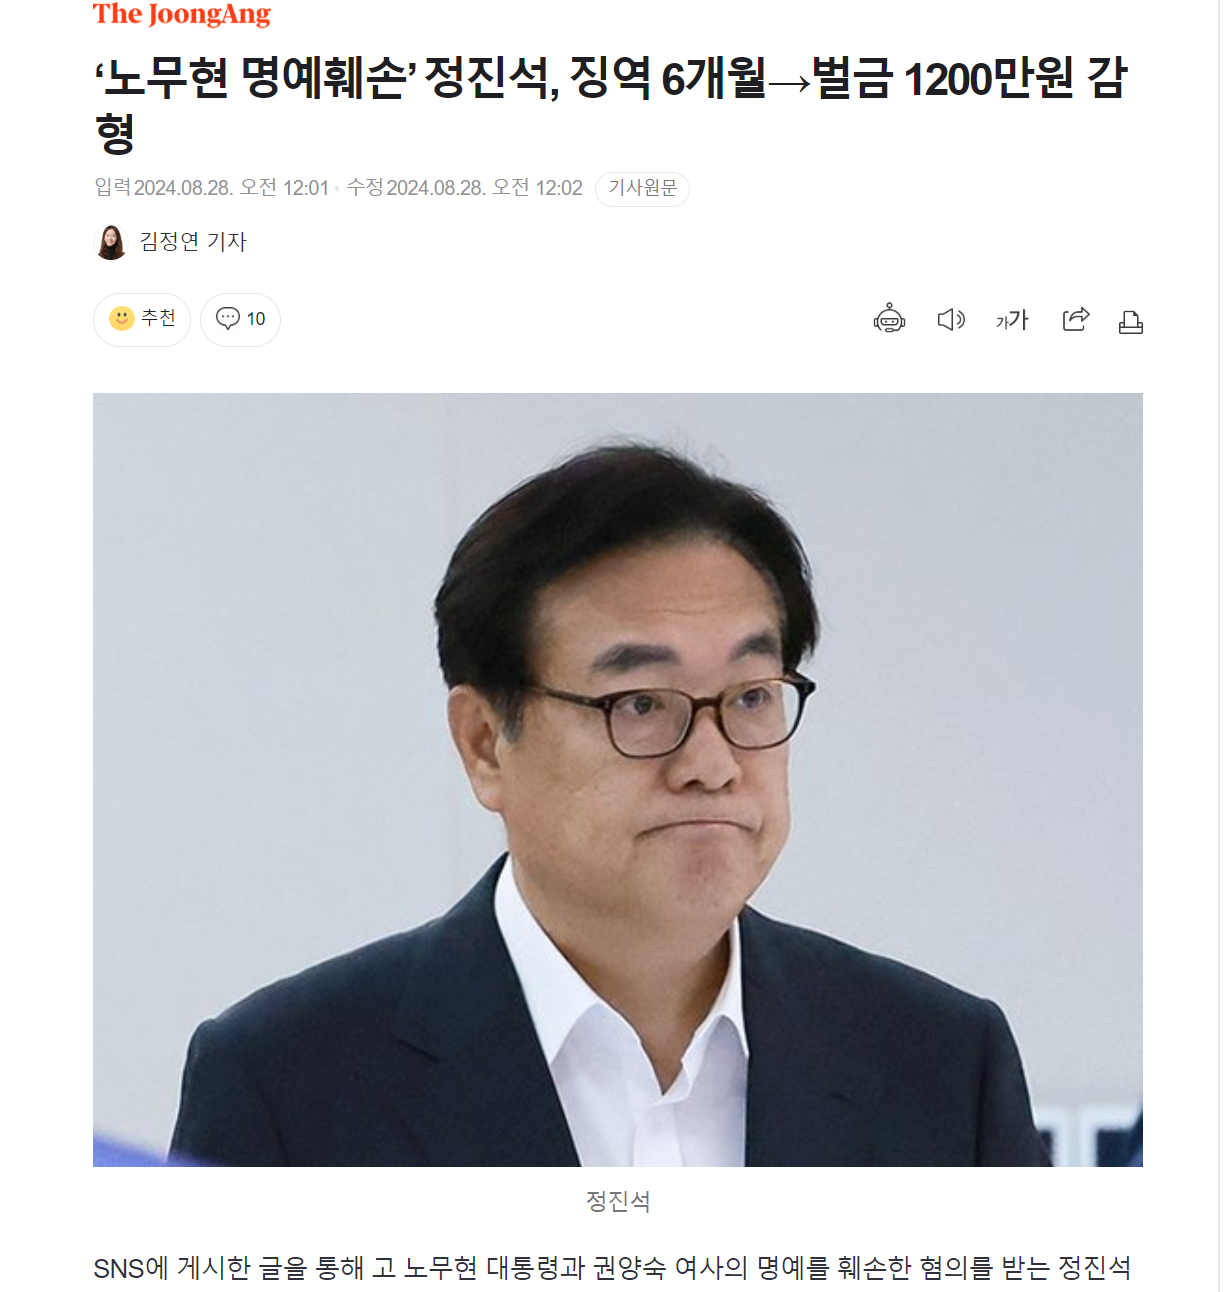 The JoongAng
‘노무현 명예훼손’ 정진석, 징역 6개월→벌금 1200만원 감
형
입력 2024.08.28. 오전 12:01 · 수정 2024.08.28. 오전 12:02 기사원문
김정연 기자
추천 10 가가
정진석
SNS에 게시한 글을 통해 고 노무현 대통령과 권양숙 여사의 명예를 훼손한 혐의를 받는 정진석